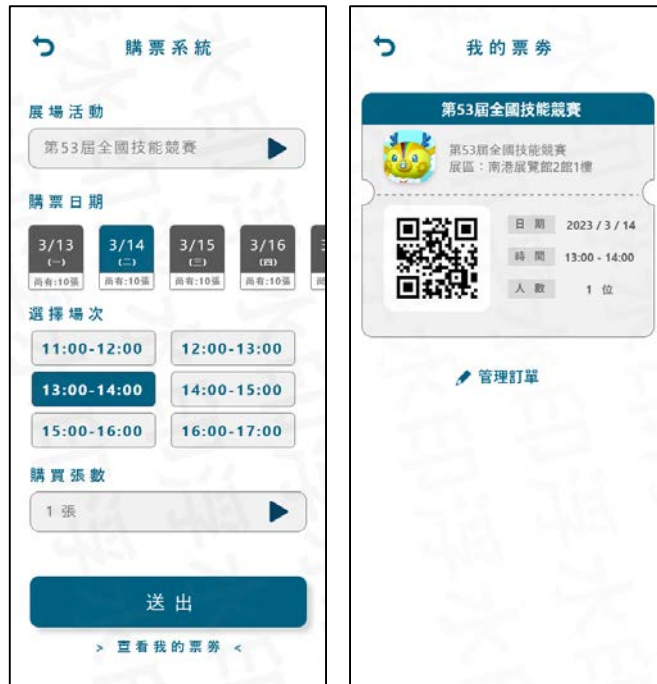 購票系統
展場活動
第53屆全國技能競賽
購票日期
3/13 3/14 3/15 3/16
(一) (二) (三) (四)
尚有:10張 尚有:10張 尚有:10張 尚有:10張
選擇場次
11:00-12:00 12:00-13:00
13:00-14:00 14:00-15:00
15:00-16:00 16:00-17:00
購買張數
1 張
送出
> 查看我的票券 <
我的票券
第53屆全國技能競賽
第53屆全國技能競賽
展區：南港展覽館2館1樓
日期 2023 / 3 / 14
時間 13:00 - 14:00
人數 1 位
管理訂單